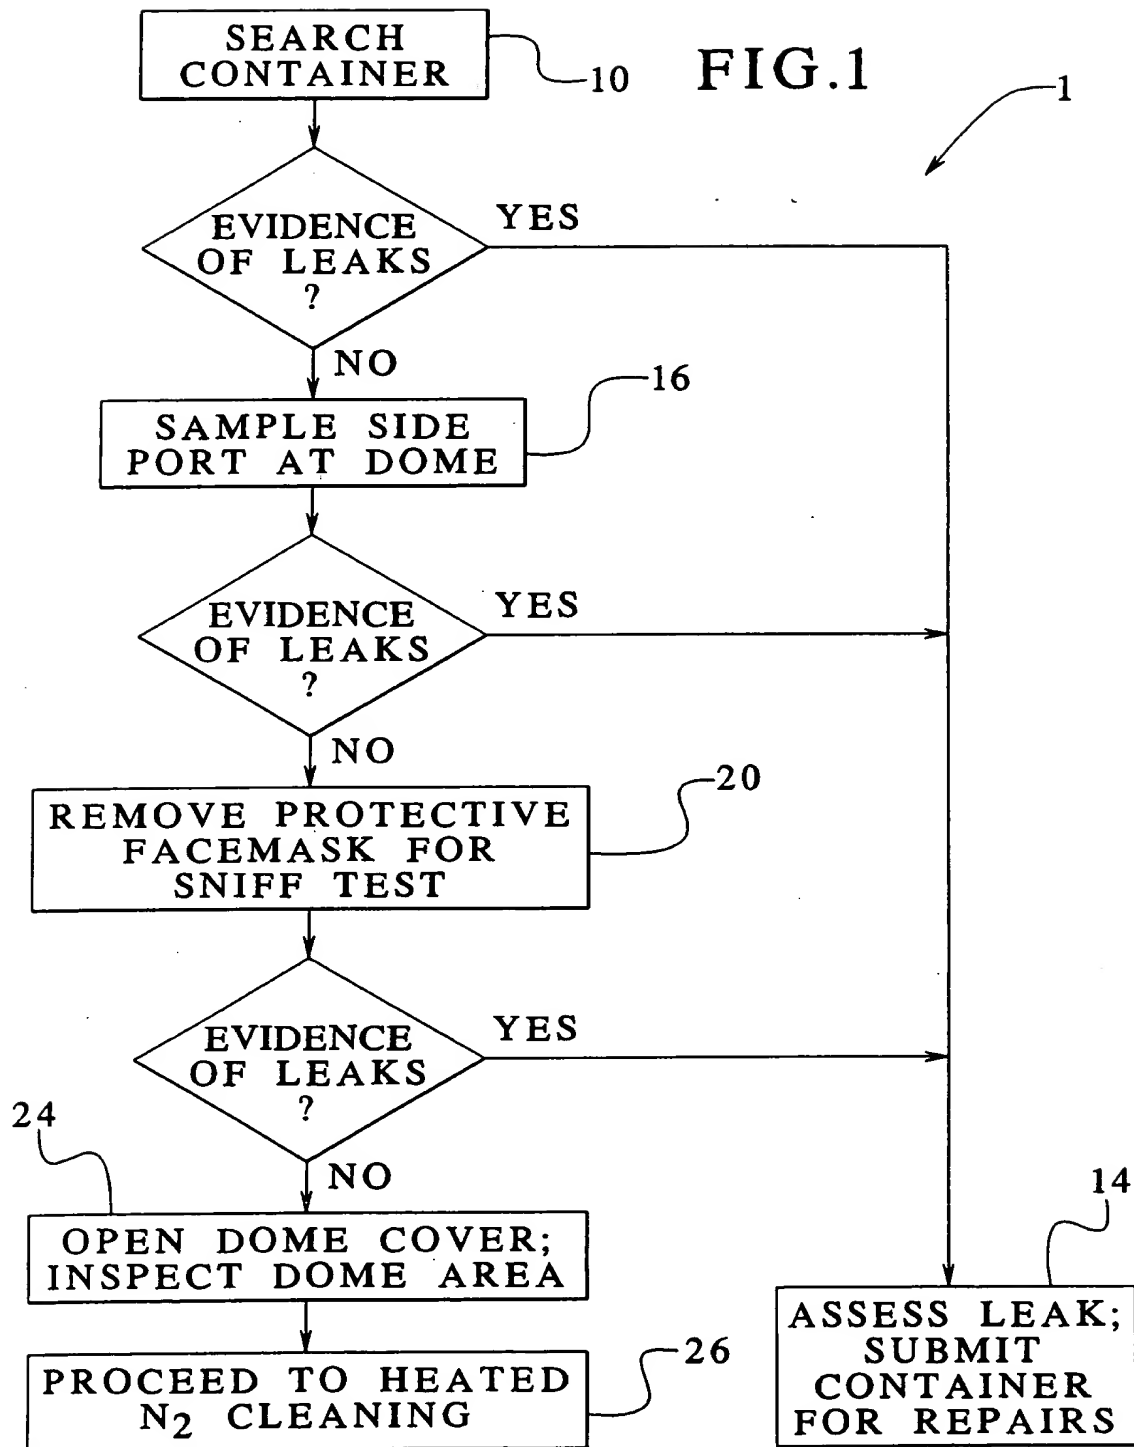 SEARCH
CONTAINER
10
FIG.1
1
EVIDENCE
OF LEAKS
?
YES
NO
16
SAMPLE SIDE
PORT AT DOME
EVIDENCE
OF LEAKS
?
YES
NO
20
REMOVE PROTECTIVE
FACEMASK FOR
SNIFF TEST
EVIDENCE
OF LEAKS
?
YES
24
NO
14
OPEN DOME COVER;
INSPECT DOME AREA
ASSESS LEAK;
SUBMIT
CONTAINER
FOR REPAIRS
26
PROCEED TO HEATED
N₂ CLEANING